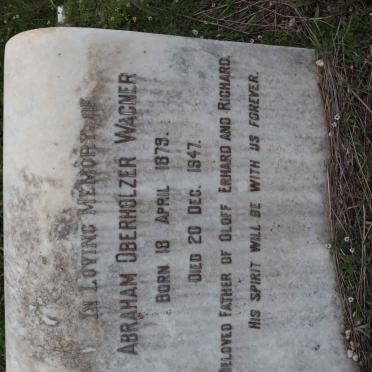 IN LOVING MEMORY OF
ABRAHAM OBERHOLZER WAGNER
BORN 18 APRIL 1879.
DIED 20 DEC. 1947.
BELOVED FATHER OF OLOFF, ERHARD AND RICHARD.
HIS SPIRIT WILL BE WITH US FOREVER.